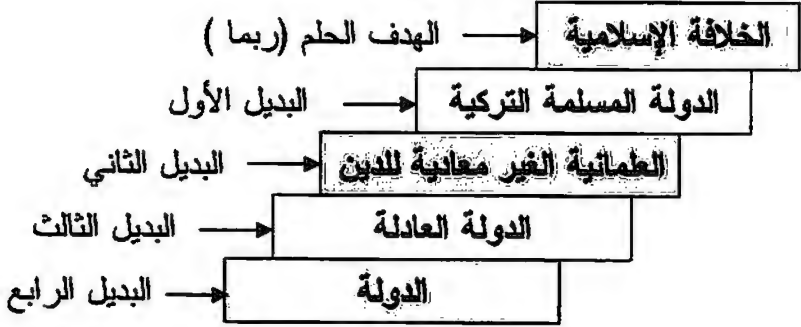 الخلافة الإسلامية الهدف الحلم (ربما )
الدولة المسلمة التركية البديل الأول
العلمانية الغير معادية للدين البديل الثاني
الدولة العادلة البديل الثالث
الدولة البديل الرابع